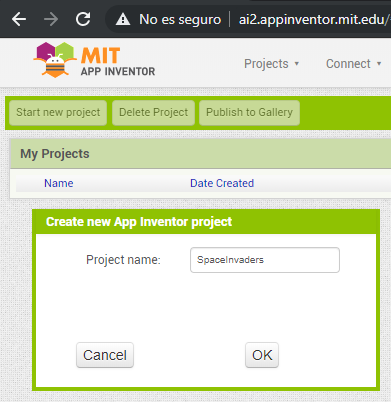 No es seguro | ai2.appinventor.mit.edu/
MIT
APP INVENTOR
Projects Connect
Start new project Delete Project Publish to Gallery
My Projects
Name Date Created
Create new App Inventor project
Project name: SpaceInvaders
Cancel OK